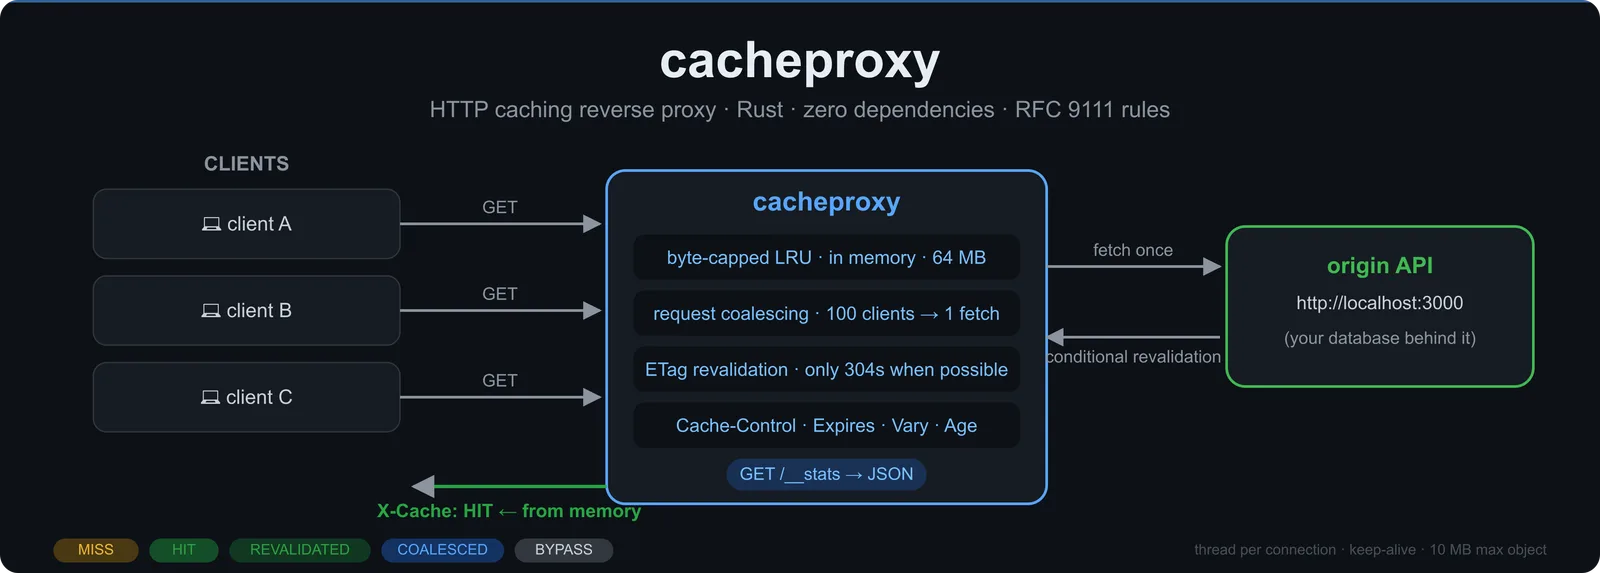 cacheproxy
HTTP caching reverse proxy · Rust · zero dependencies · RFC 9111 rules
CLIENTS
client A
client B
client C
GET
GET
GET
cacheproxy
byte-capped LRU · in memory · 64 MB
request coalescing · 100 clients → 1 fetch
ETag revalidation · only 304s when possible
Cache-Control · Expires · Vary · Age
GET /__stats → JSON
fetch once
conditional revalidation
origin API
http://localhost:3000
(your database behind it)
X-Cache: HIT ← from memory
MISS
HIT
REVALIDATED
COALESCED
BYPASS
thread per connection · keep-alive · 10 MB max object